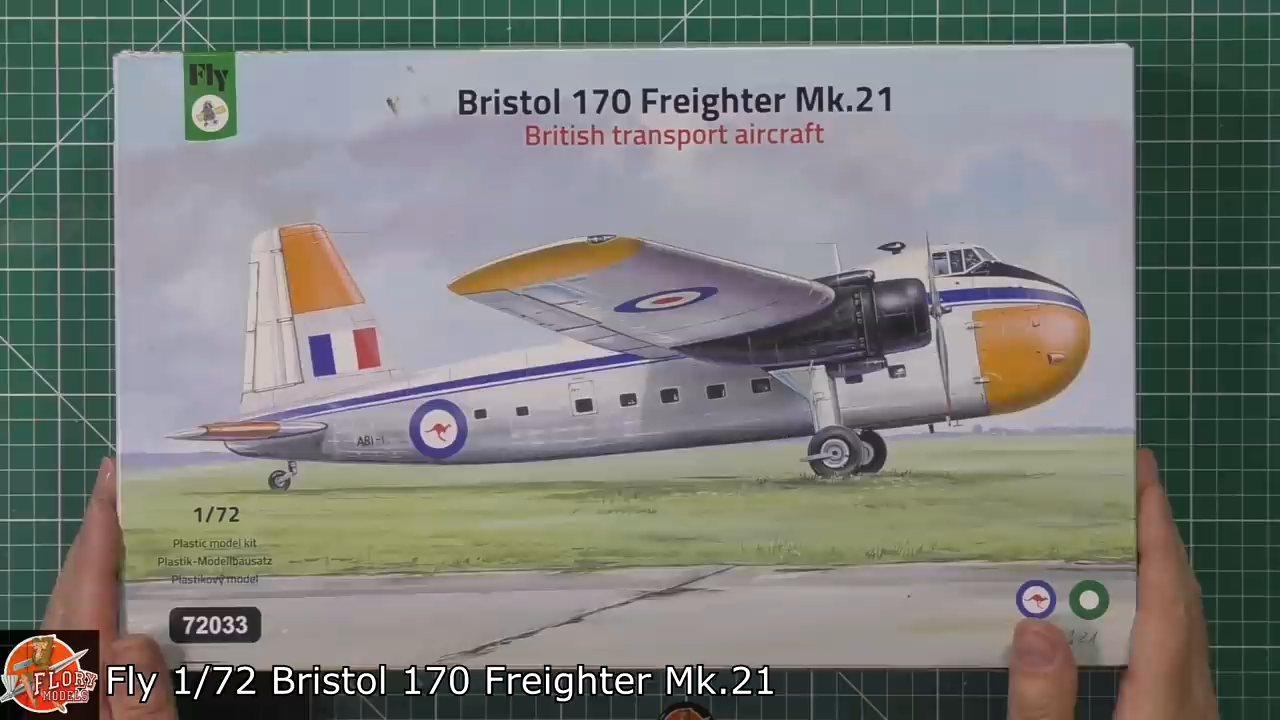 Fly
Bristol 170 Freighter Mk.21
British transport aircraft
A81-1
1/72
Plastic model kit
Plastik-Modellbausatz
Plastikový model
72033
FLORY
MODELS
Fly 1/72 Bristol 170 Freighter Mk.21